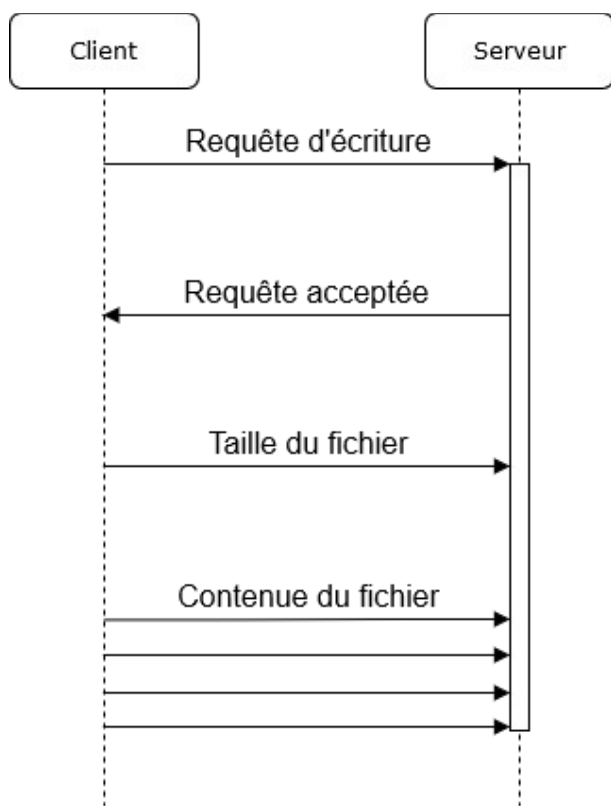 Client
Serveur
Requête d'écriture
Requête acceptée
Taille du fichier
Contenue du fichier